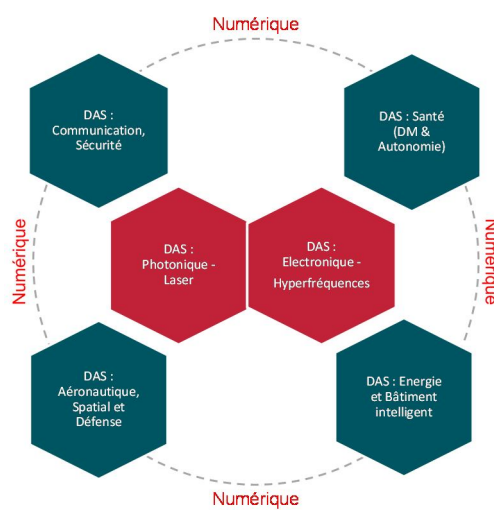 Numérique
DAS :
Communication,
Sécurité
DAS : Santé
(DM &
Autonomie)
Numérique
DAS :
Photonique -
Laser
DAS :
Electronique -
Hyperfréquences
Numérique
DAS :
Aéronautique,
Spatial et
Défense
DAS : Energie
et Bâtiment
intelligent
Numérique